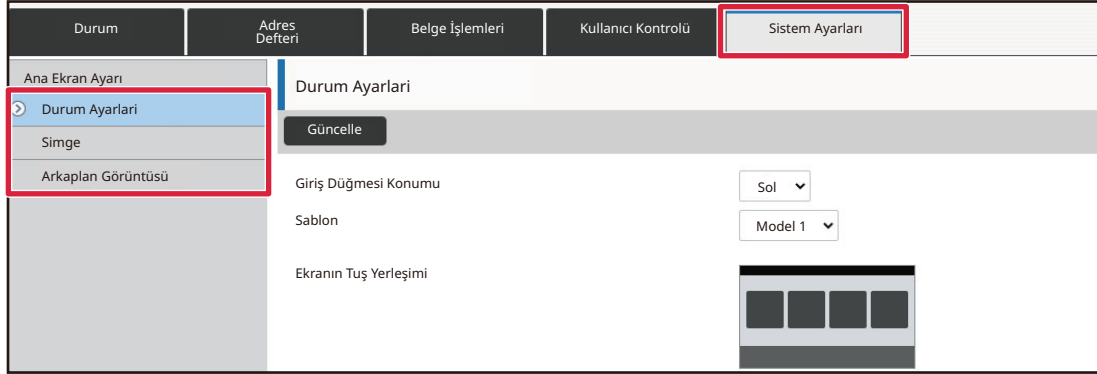 Durum
Adres
Defteri
Belge İşlemleri
Kullanıcı Kontrolü
Sistem Ayarları
Ana Ekran Ayarı
Durum Ayarlari
Simge
Arkaplan Görüntüsü
Durum Ayarlari
Güncelle
Giriş Düğmesi Konumu
Sol
Sablon
Model 1
Ekranın Tuş Yerleşimi